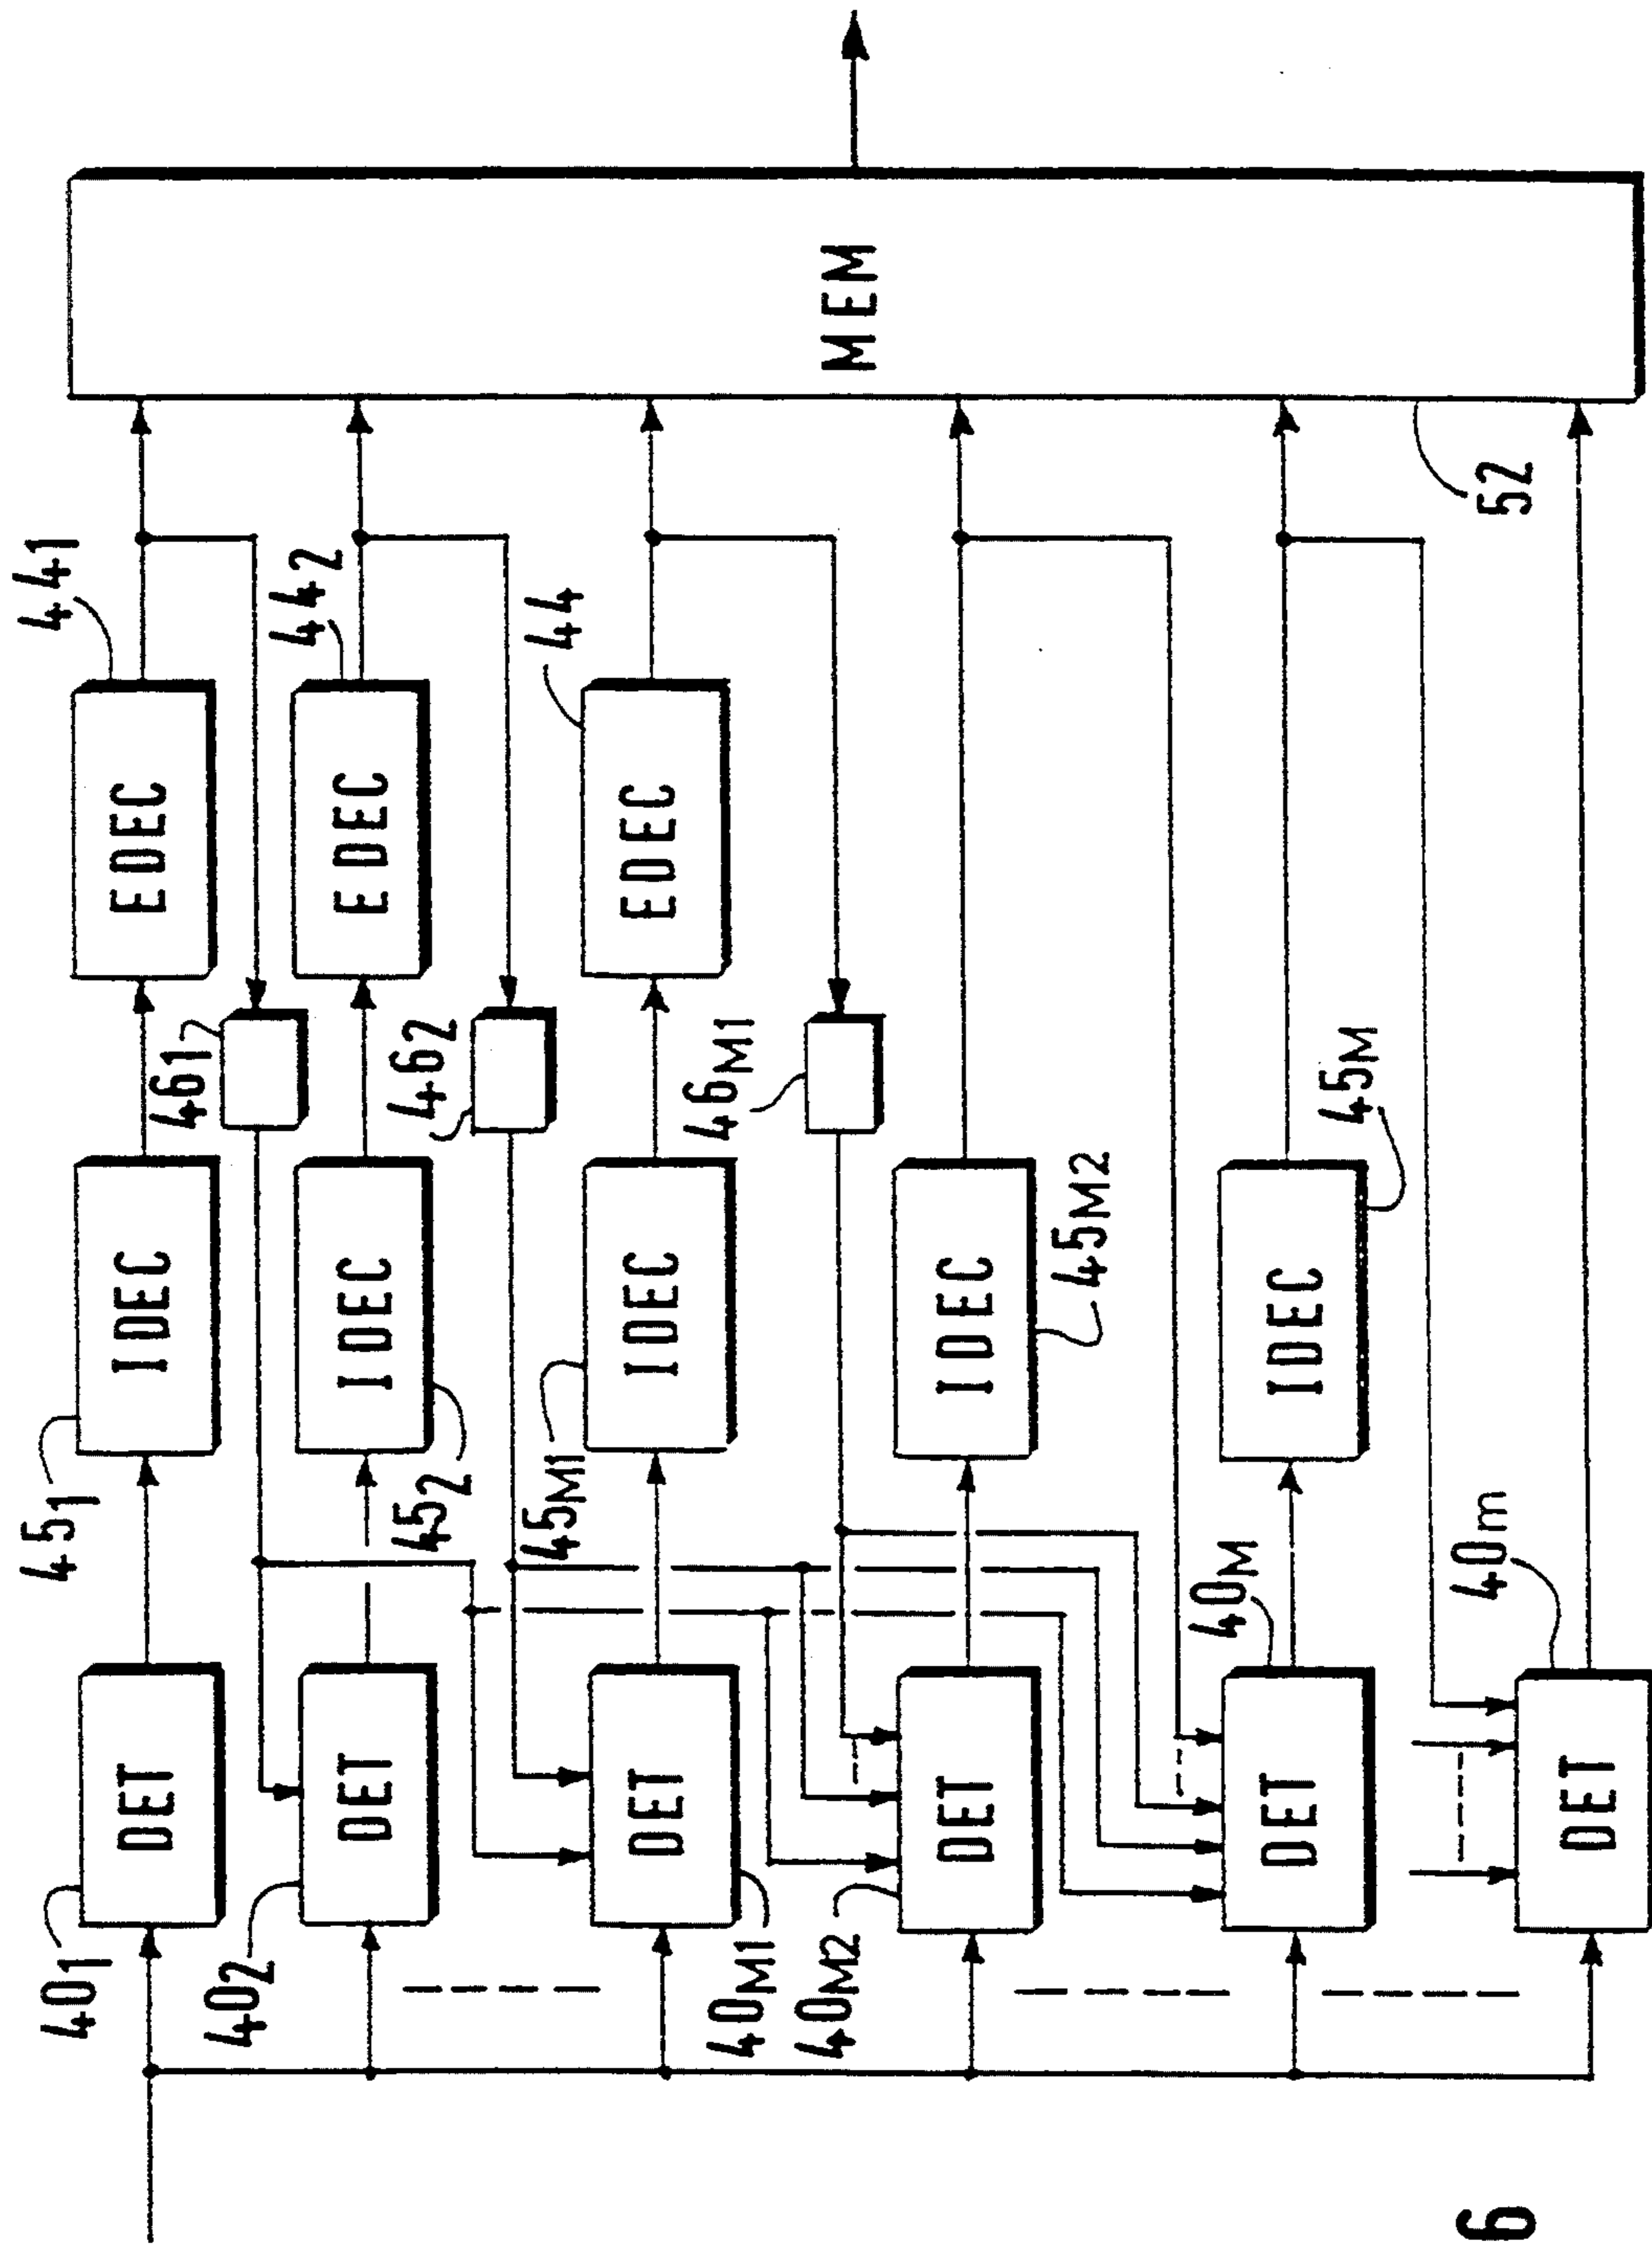 40₁
DET
45₁
IDEC
44₁
EDEC
46₁
40₂
DET
45₂
IDEC
44₂
EDEC
46₂
40M1
DET
45M1
IDEC
44
EDEC
46M1
40M2
DET
45M2
IDEC
40M
DET
45M
IDEC
40m
DET
MEM
52
6